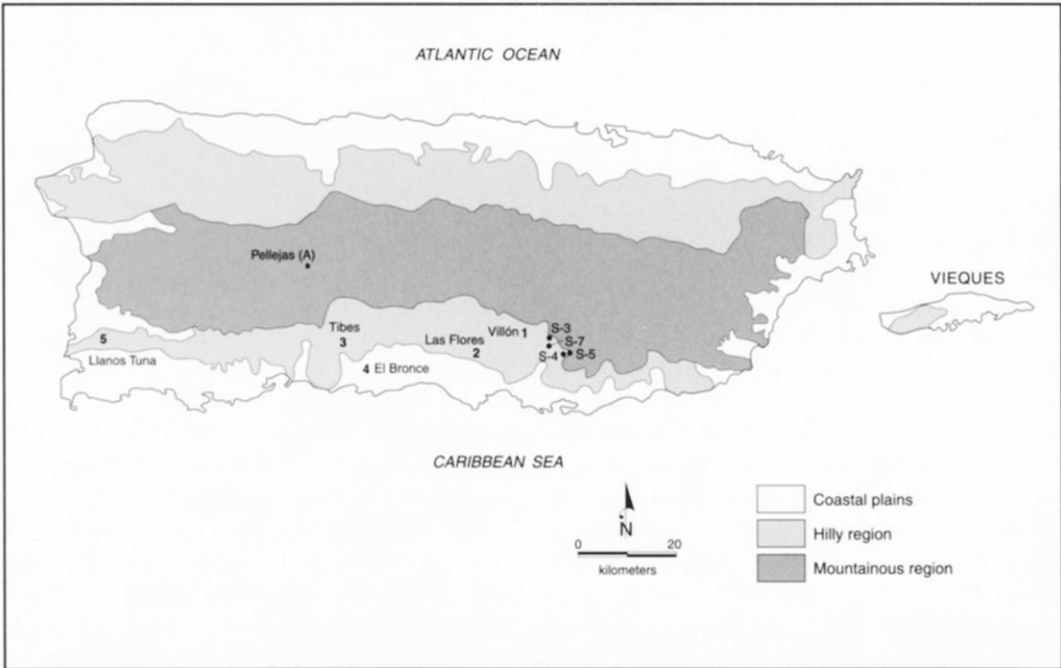 ATLANTIC OCEAN
Pellejas (A)
VIEQUES
Tibes
3
Las Flores
2
Villón 1
S-3
S-7
S-4
S-5
5
Llanos Tuna
4 El Bronce
CARIBBEAN SEA
N
0 20
kilometers
Coastal plains
Hilly region
Mountainous region